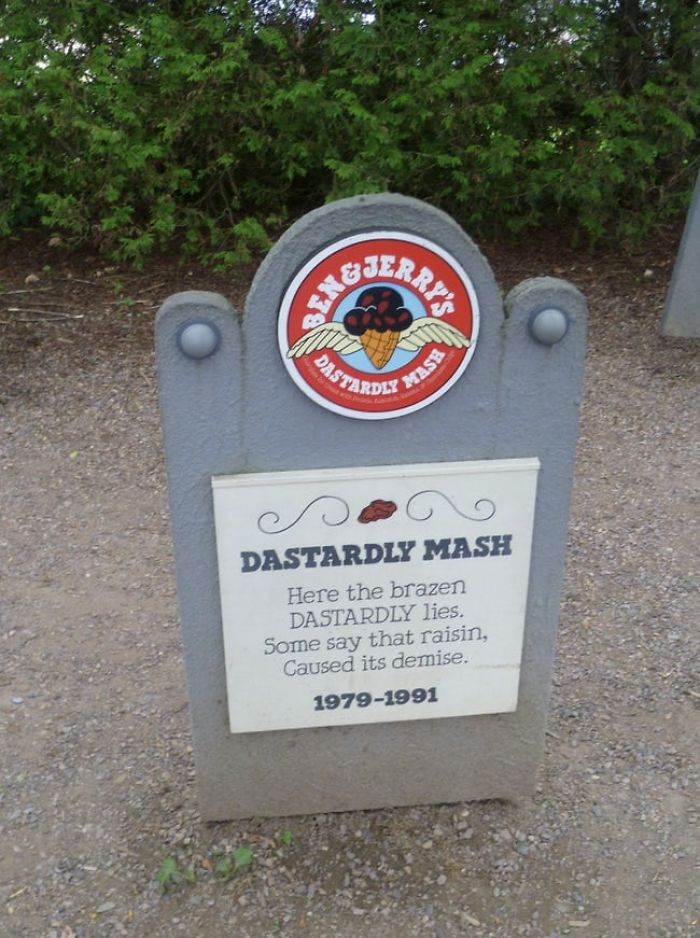 BEN & JERRY'S
DASTARDLY MASH
DASTARDLY MASH
Here the brazen
DASTARDLY lies.
Some say that raisin,
Caused its demise.
1979-1991